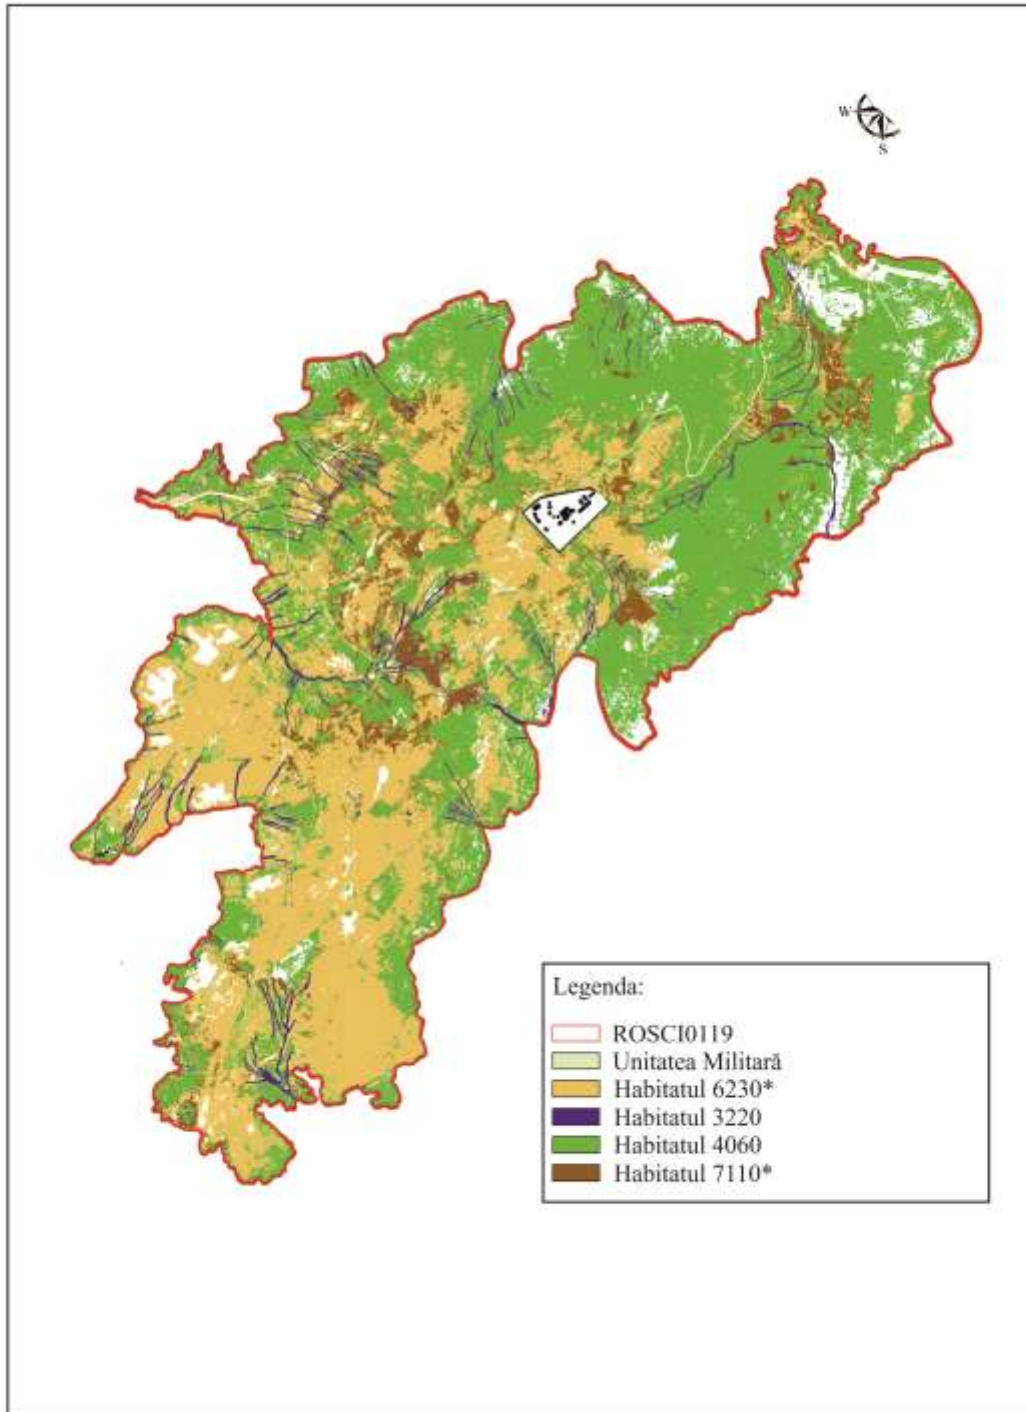 W
S
Legenda:
ROSCI0119
Unitatea Militară
Habitatul 6230*
Habitatul 3220
Habitatul 4060
Habitatul 7110*